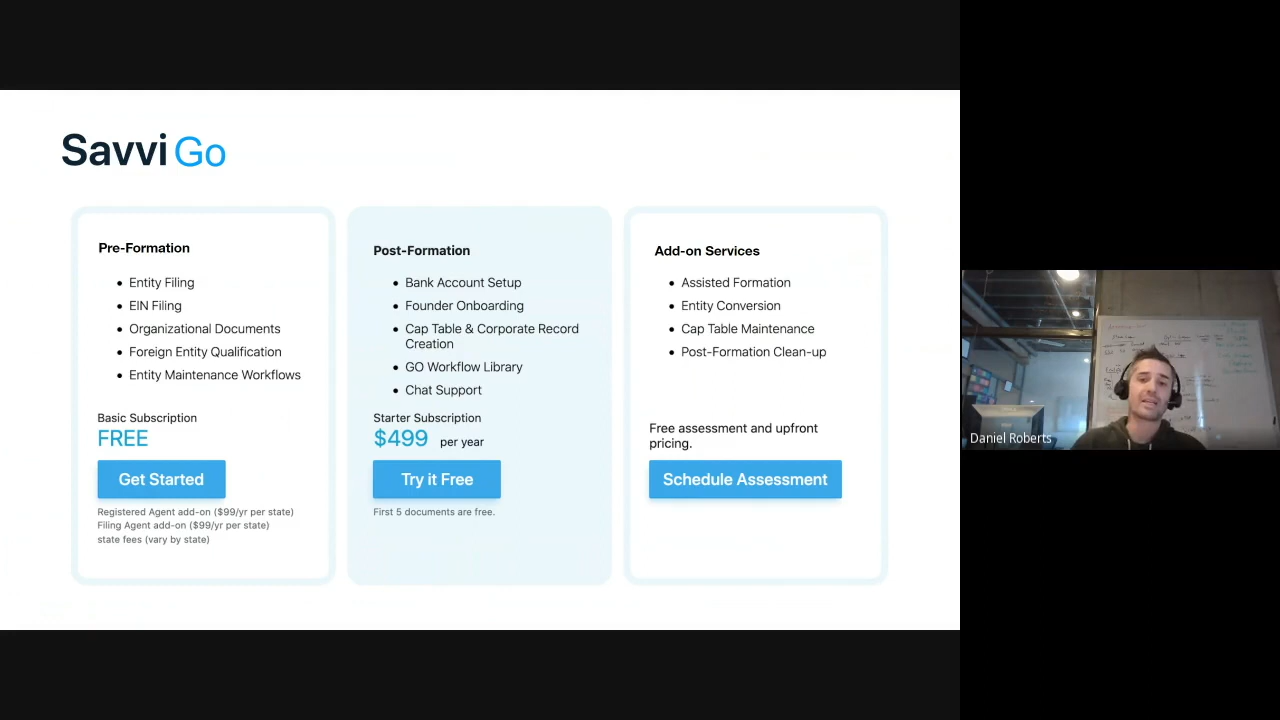 Savvi Go
Pre-Formation
Entity Filing
EIN Filing
Organizational Documents
Foreign Entity Qualification
Entity Maintenance Workflows
Basic Subscription
FREE
Get Started
Registered Agent add-on ($99/yr per state)
Filing Agent add-on ($99/yr per state)
state fees (vary by state)
Post-Formation
Bank Account Setup
Founder Onboarding
Cap Table & Corporate Record
Creation
GO Workflow Library
Chat Support
Starter Subscription
$499 per year
Try it Free
First 5 documents are free.
Add-on Services
Assisted Formation
Entity Conversion
Cap Table Maintenance
Post-Formation Clean-up
Free assessment and upfront
pricing.
Schedule Assessment
Daniel Roberts